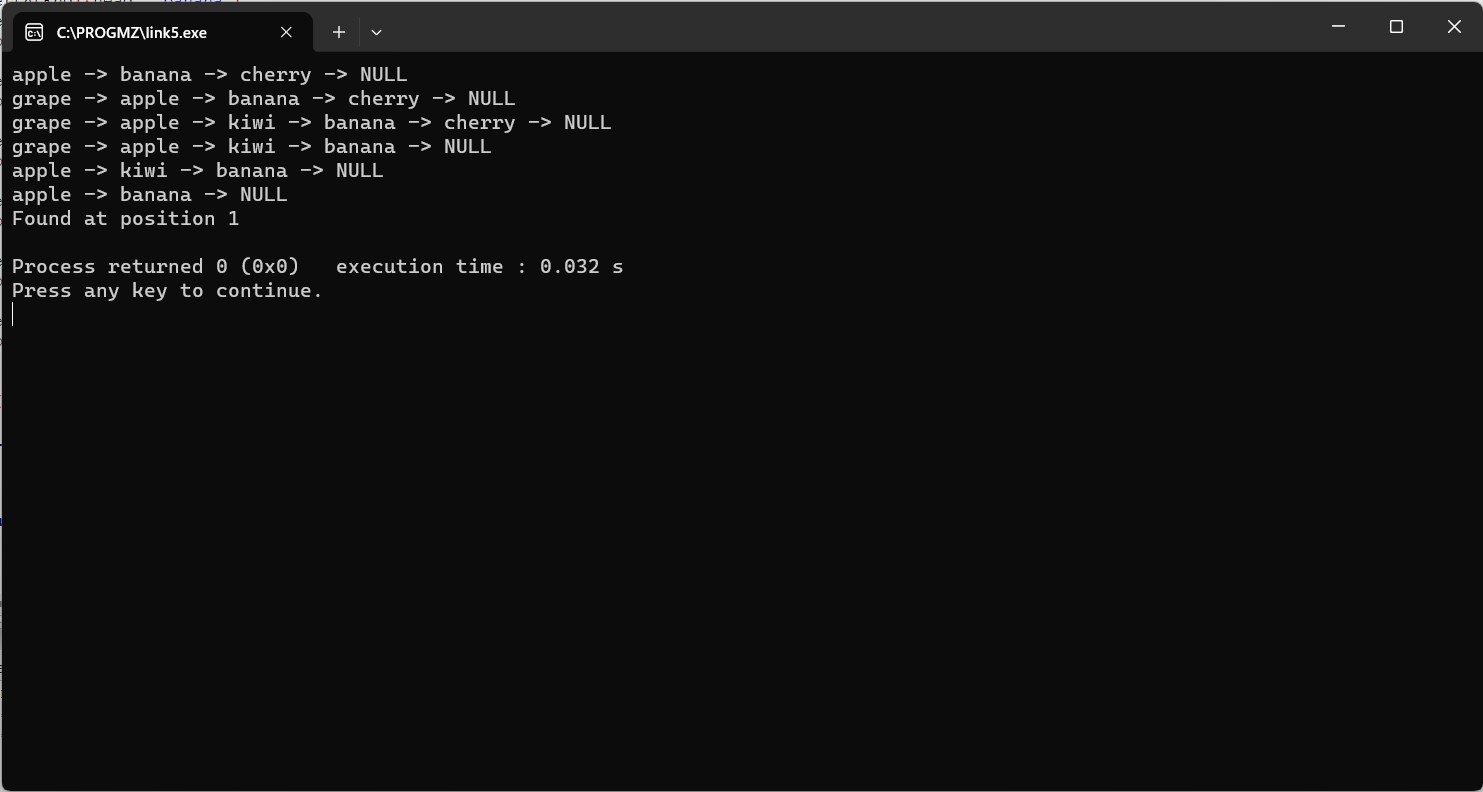 C:\PROGMZ\link5.exe
apple -> banana -> cherry -> NULL
grape -> apple -> banana -> cherry -> NULL
grape -> apple -> kiwi -> banana -> cherry -> NULL
grape -> apple -> kiwi -> banana -> NULL
apple -> kiwi -> banana -> NULL
apple -> banana -> NULL
Found at position 1
Process returned 0 (0x0)   execution time : 0.032 s
Press any key to continue.